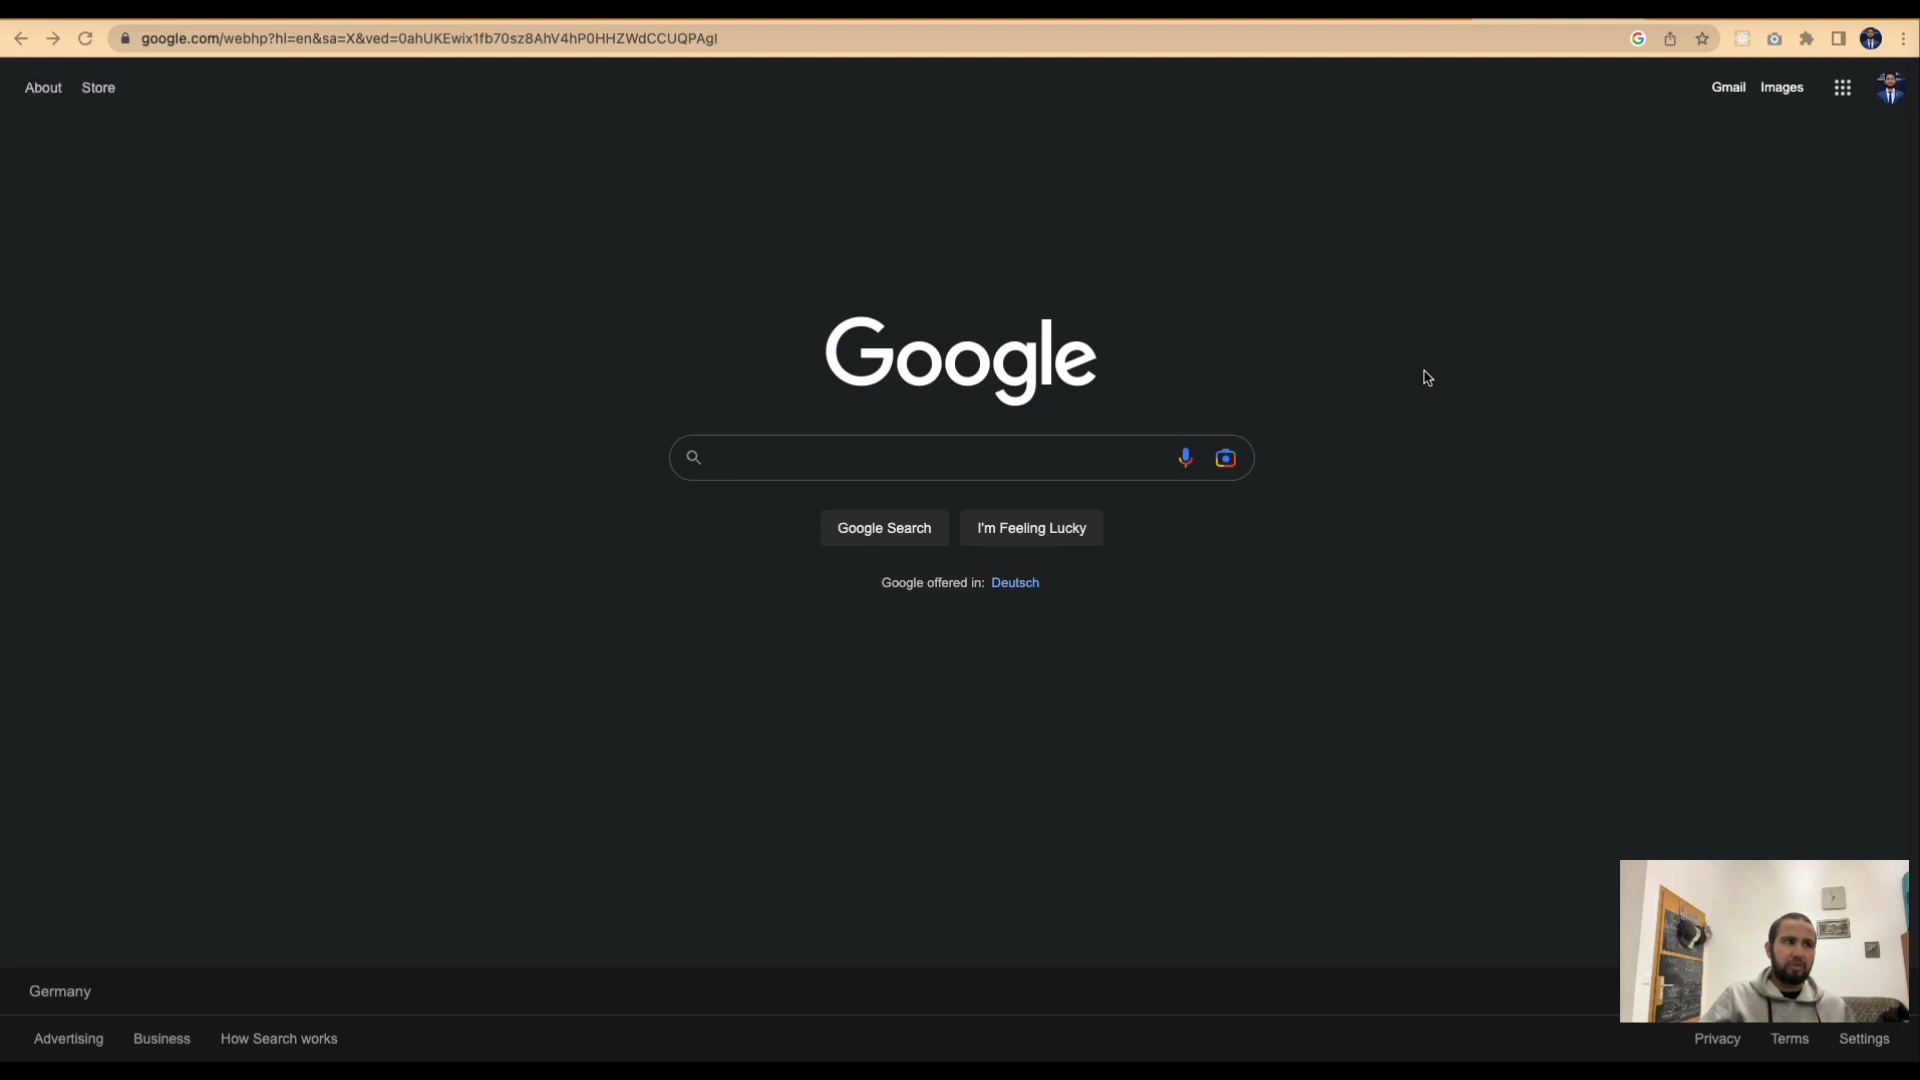 google.com/webhp?hl=en&sa=X&ved=0ahUKEwix1fb70sz8AhV4hP0HHZWdCCUQPAgI
About Store
Gmail Images
Google
Google Search I'm Feeling Lucky
Google offered in: Deutsch
Germany
Advertising Business How Search works
Privacy Terms Settings